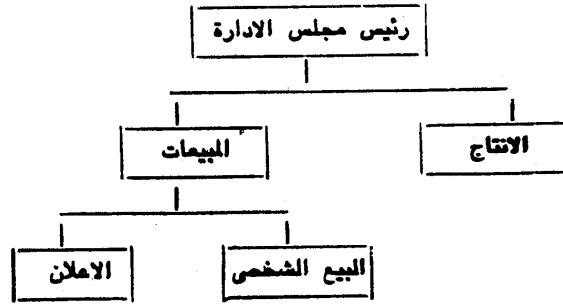 رئيس مجلس الادارة
الانتاج
المبيعات
البيع الشخصى
الاعلان